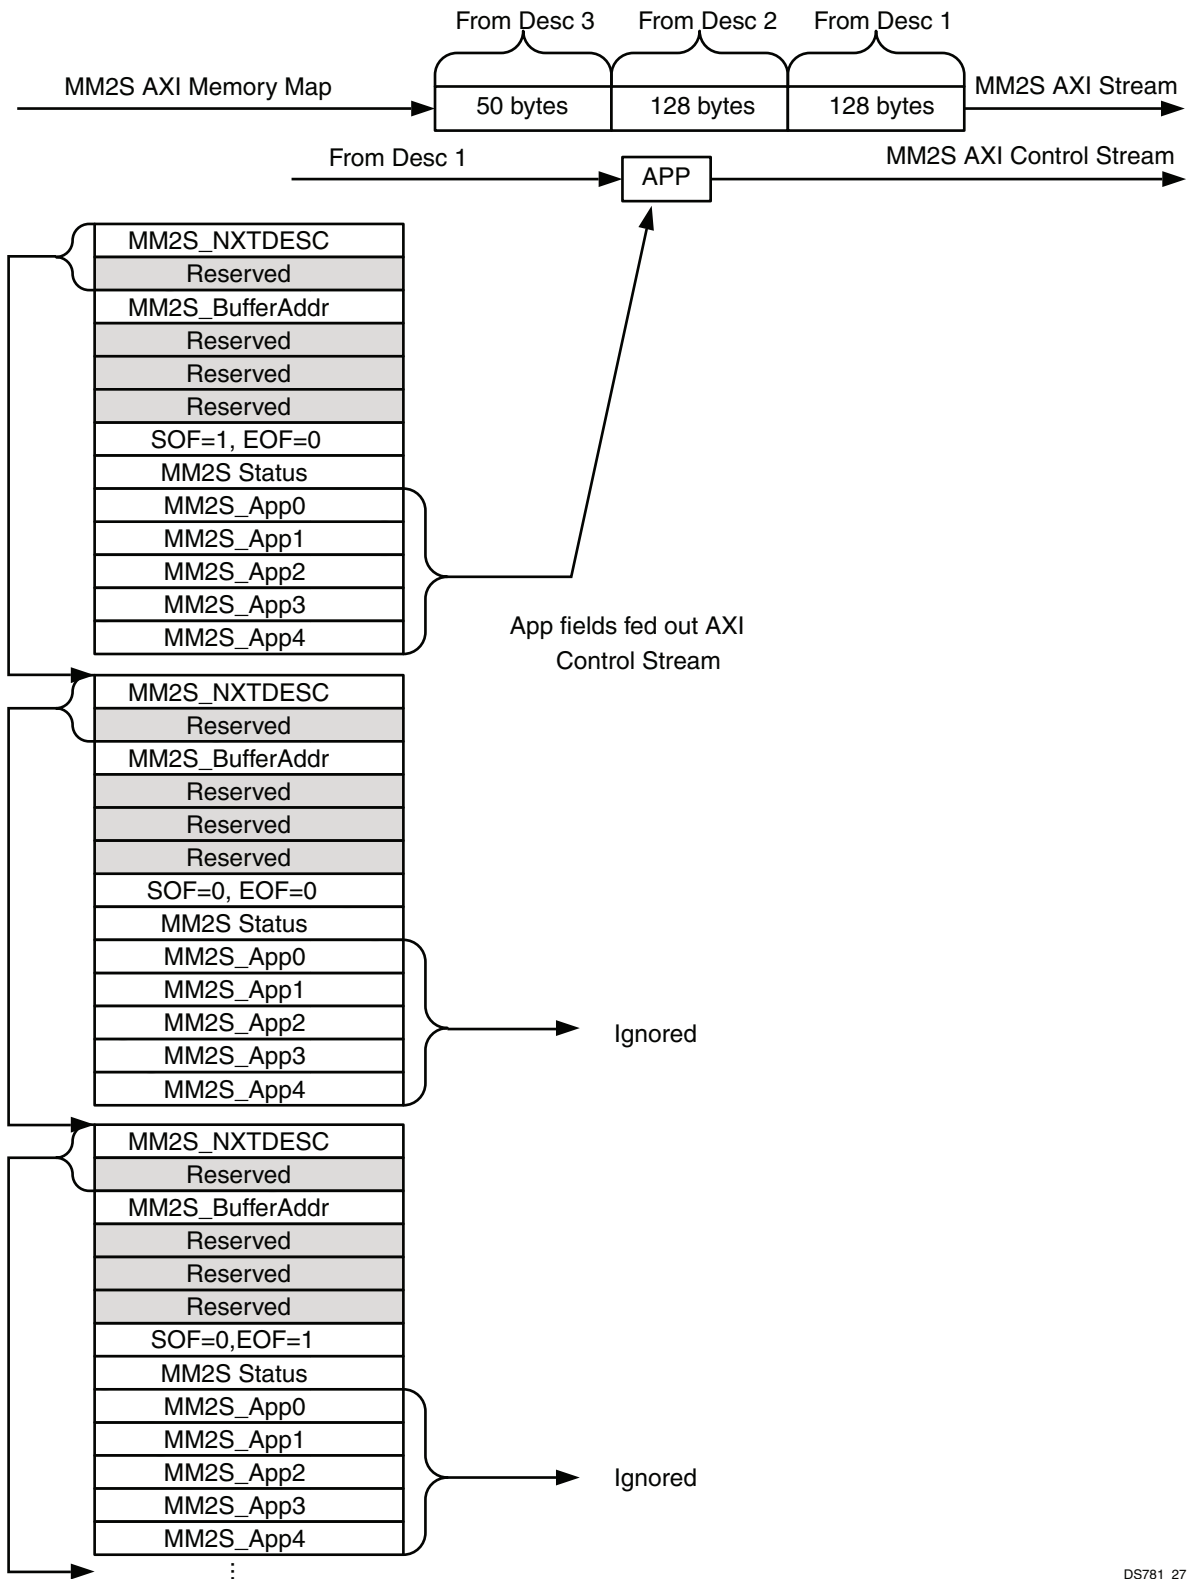 From Desc 3 From Desc 2 From Desc 1
MM2S AXI Memory Map
MM2S AXI Stream
50 bytes 128 bytes 128 bytes
From Desc 1
MM2S AXI Control Stream
APP
MM2S_NXTDESC
Reserved
MM2S_BufferAddr
Reserved
Reserved
Reserved
SOF=1, EOF=0
MM2S Status
MM2S_App0
MM2S_App1
MM2S_App2
MM2S_App3
MM2S_App4
App fields fed out AXI
Control Stream
MM2S_NXTDESC
Reserved
MM2S_BufferAddr
Reserved
Reserved
Reserved
SOF=0, EOF=0
MM2S Status
MM2S_App0
MM2S_App1
MM2S_App2
MM2S_App3
MM2S_App4
Ignored
MM2S_NXTDESC
Reserved
MM2S_BufferAddr
Reserved
Reserved
Reserved
SOF=0,EOF=1
MM2S Status
MM2S_App0
MM2S_App1
MM2S_App2
MM2S_App3
MM2S_App4
Ignored
DS781_27